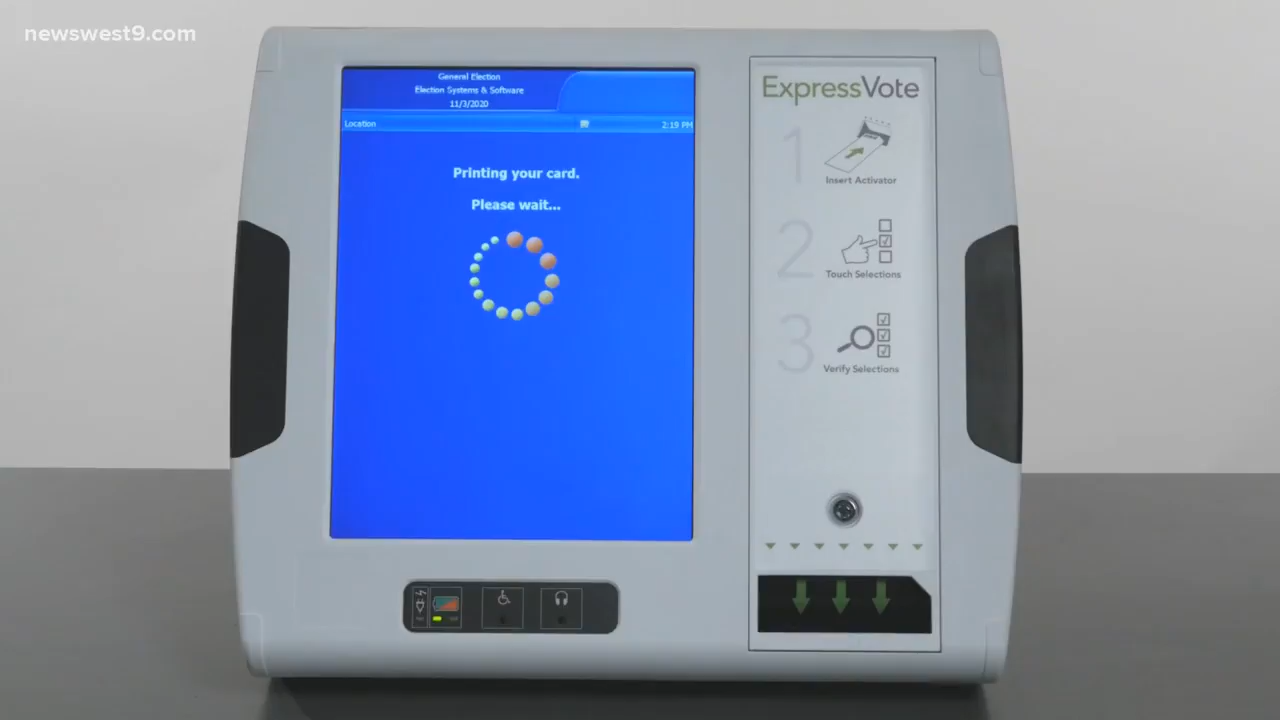 newswest9.com
General Election
Election Systems & Software
11/3/2020
Location
2:19 PM
Printing your card.
Please wait...
ExpressVote
1
Insert Activator
2
Touch Selections
3
Verify Selections